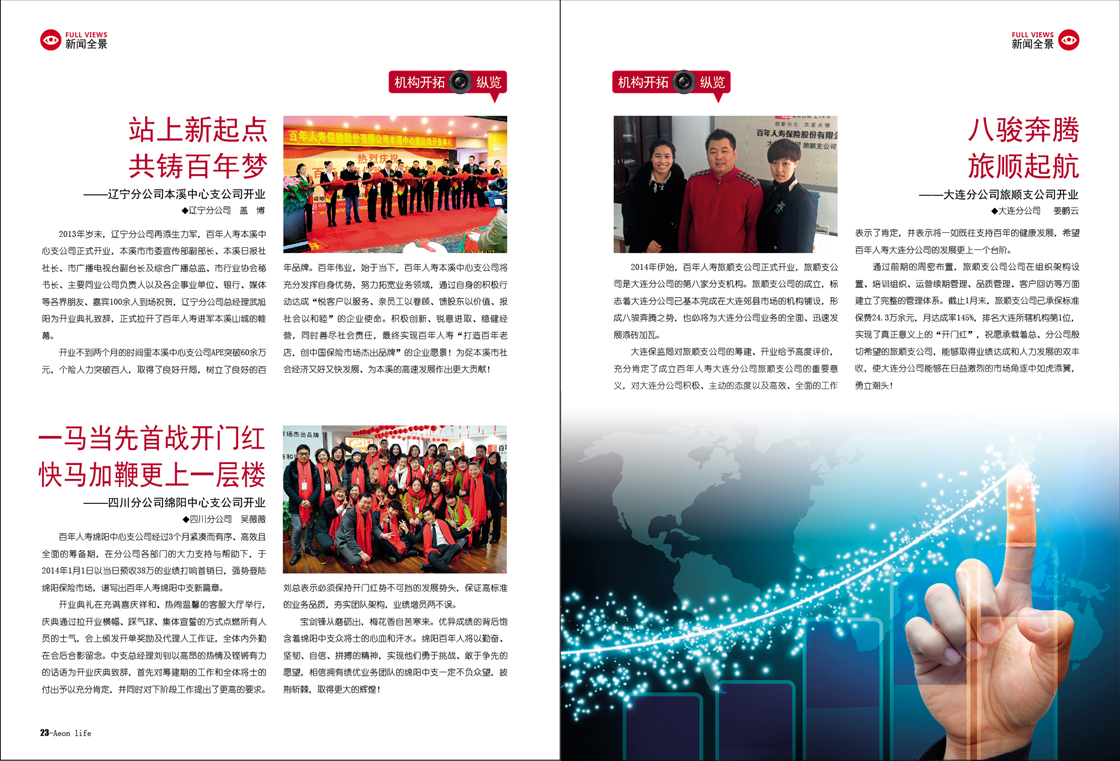 FULL VIEWS
新闻全景
机构开拓 纵览
站上新起点
共铸百年梦
——辽宁分公司本溪中心支公司开业
◆辽宁分公司 盖 博
2013年岁末，辽宁分公司再添生力军，百年人寿本溪中
心支公司正式开业，本溪市市委宣传部副部长、本溪日报社
社长、市广播电视台副台长及综合广播总监、市行业协会秘
书长、主要同业公司负责人以及各企事业单位、银行、媒体
等各界朋友、嘉宾100余人到场祝贺，辽宁分公司总经理武旭
阳为开业典礼致辞，正式拉开了百年人寿进军本溪山城的帷
幕。
开业不到两个月的时间里本溪中心支公司APE突破60余万
元，个险人力突破百人，取得了良好开局，树立了良好的百
百年人寿保险股份有限公司本溪中心支公司开业典礼
热烈庆祝
年品牌。百年伟业，始于当下，百年人寿本溪中心支公司将
充分发挥自身优势，努力拓宽业务领域，通过自身的积极行
动达成“悦客户以服务、亲员工以眷顾、馈股东以价值、报
社会以和睦”的企业使命。积极创新、锐意进取、稳健经
营，同时善尽社会责任，最终实现百年人寿“打造百年老
店，创中国保险市场杰出品牌”的企业愿景！为促本溪市社
会经济又好又快发展、为本溪的高速发展作出更大贡献！
一马当先首战开门红
快马加鞭更上一层楼
——四川分公司绵阳中心支公司开业
◆四川分公司 吴薇薇
百年人寿绵阳中心支公司经过3个月紧凑而有序、高效且
全面的筹备期，在分公司各部门的大力支持与帮助下，于
2014年1月1日以当日预收38万的业绩打响首销日，强势登陆
绵阳保险市场，谱写出百年人寿绵阳中支新篇章。
开业典礼在充满喜庆祥和、热闹温馨的客服大厅举行，
庆典通过拉开业横幅、踩气球、集体宣誓的方式点燃所有人
员的士气，会上颁发开单奖励及代理人工作证，全体内外勤
在会后合影留念。中支总经理刘钊以高昂的热情及铿锵有力
的话语为开业庆典致辞，首先对筹建期的工作和全体将士的
付出予以充分肯定，并同时对下阶段工作提出了更高的要求。
市场杰出品牌
刘总表示必须保持开门红势不可挡的发展势头，保证高标准
的业务品质，夯实团队架构，业绩增员两不误。
宝剑锋从磨砺出，梅花香自苦寒来。优异成绩的背后饱
含着绵阳中支众将士的心血和汗水。绵阳百年人将以勤奋、
坚韧、自信、拼搏的精神，实现他们勇于挑战、敢于争先的
愿望，相信拥有绩优业务团队的绵阳中支一定不负众望，披
荆斩棘，取得更大的辉煌！
23-Aeon life
FULL VIEWS
新闻全景
机构开拓 纵览
百年人寿保险股份有限公
旅顺支公司
八骏奔腾
旅顺起航
——大连分公司旅顺支公司开业
◆大连分公司 姜鹏云
2014年伊始，百年人寿旅顺支公司正式开业，旅顺支公
司是大连分公司的第八家分支机构。旅顺支公司的成立，标
志着大连分公司已基本完成在大连郊县市场的机构铺设，形
成八骏奔腾之势，也必将为大连分公司业务的全面、迅速发
展添砖加瓦。
大连保监局对旅顺支公司的筹建、开业给予高度评价，
充分肯定了成立百年人寿大连分公司旅顺支公司的重要意
义，对大连分公司积极、主动的态度以及高效、全面的工作
表示了肯定，并表示将一如既往支持百年的健康发展，希望
百年人寿大连分公司的发展更上一个台阶。
通过前期的周密布置，旅顺支公司公司在组织架构设
置、培训组织、运营续期管理、品质管理、客户回访等方面
建立了完整的管理体系。截止1月末，旅顺支公司已承保标准
保费24.3万余元，月达成率145%，排名大连所辖机构第1位，
实现了真正意义上的“开门红”，祝愿承载着总、分公司殷
切希望的旅顺支公司，能够取得业绩达成和人力发展的双丰
收，使大连分公司能够在日益激烈的市场角逐中如虎添翼，
勇立潮头！